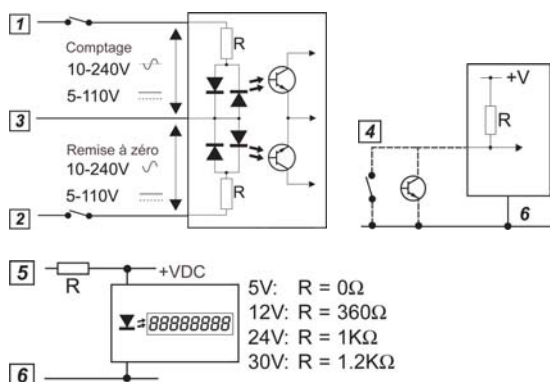 1
Comptage
10-240V
5-110V
3
Remise à zéro
10-240V
5-110V
2
R
R
+V
R
4
6
5
R
+VDC
88888888
6
5V: R = 0Ω
12V: R = 360Ω
24V: R = 1KΩ
30V: R = 1.2KΩ